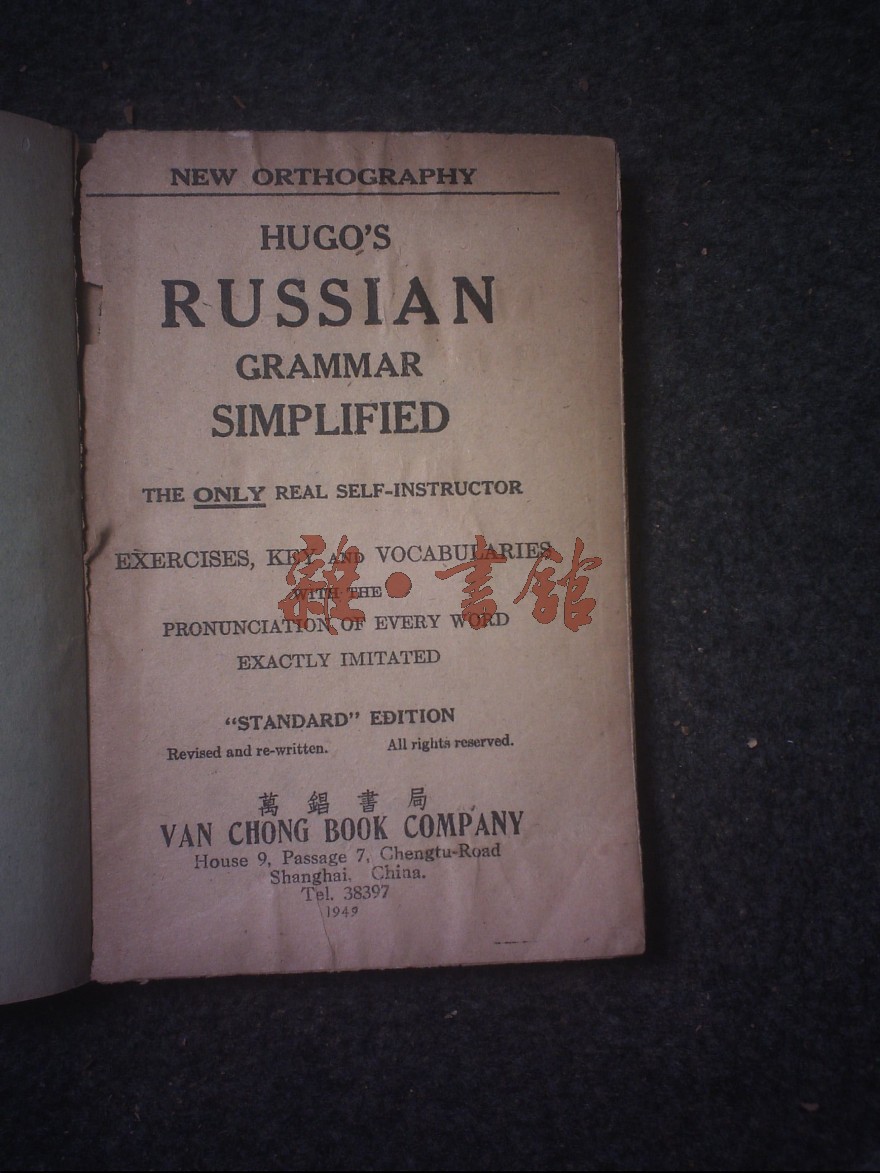 NEW ORTHOGRAPHY
HUGO'S
RUSSIAN
GRAMMAR
SIMPLIFIED
THE ONLY REAL SELF-INSTRUCTOR
EXERCISES, KEY AND VOCABULARIES
WITH THE
PRONUNCIATION OF EVERY WORD
EXACTLY IMITATED
雜·書館
"STANDARD" EDITION
Revised and re-written. All rights reserved.
萬錩書局
VAN CHONG BOOK COMPANY
House 9, Passage 7, Chengtu-Road
Shanghai, China.
Tel. 38397
1949